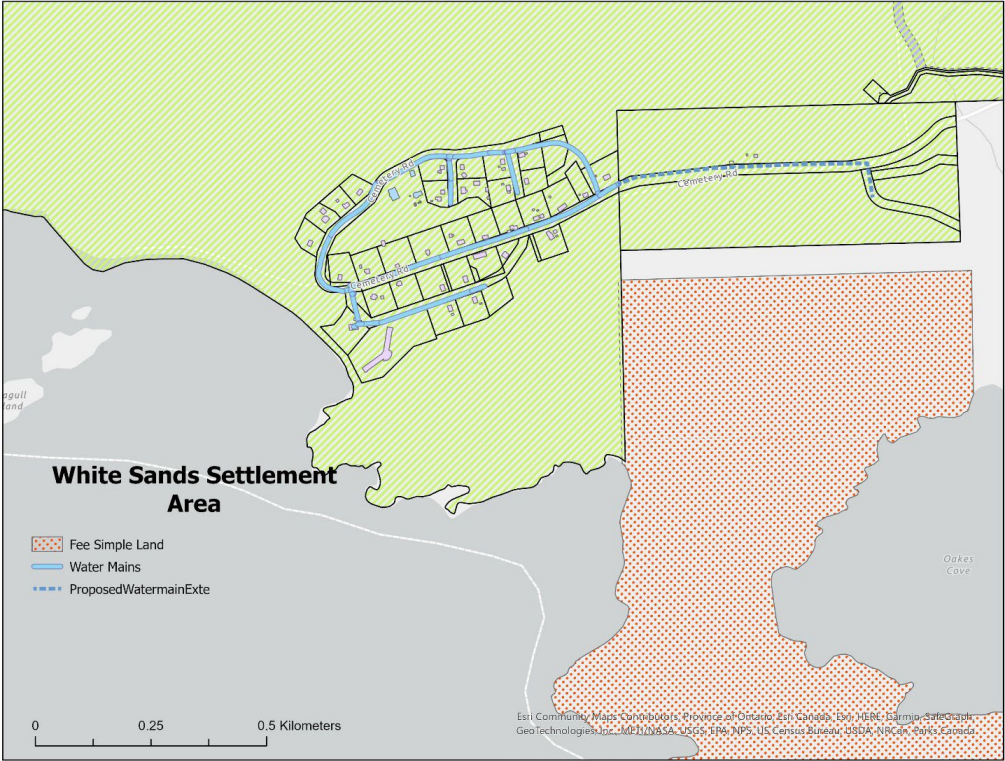 Cemetery Rd
Cemetery Rd
Cemetery Rd
agull
land
White Sands Settlement
Area
Fee Simple Land
Water Mains
ProposedWatermainExte
Oakes
Cove
0 0.25 0.5 Kilometers
Esri Community Maps Contributors, Province of Ontario, Esri Canada, Esri, HERE, Garmin, SafeGraph,
GeoTechnologies, Inc, METI/NASA, USGS, EPA, NPS, US Census Bureau, USDA, NRCan, Parks Canada